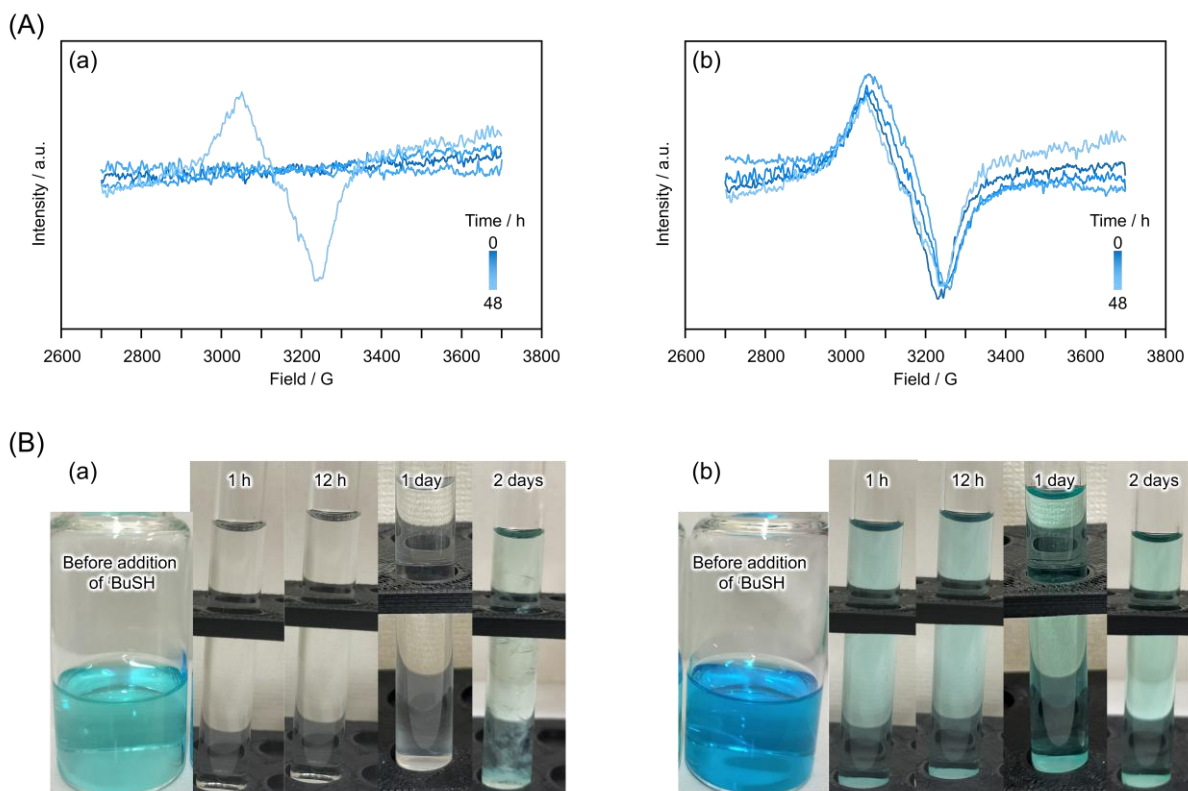 (A)
(a)
Intensity / a.u.
Time / h
0
48
2600 2800 3000 3200 3400 3600 3800
Field / G
(b)
Intensity / a.u.
Time / h
0
48
2600 2800 3000 3200 3400 3600 3800
Field / G
(B)
(a)
Before addition
of ᵗBuSH
1 h
12 h
1 day
2 days
(b)
Before addition
of ᵗBuSH
1 h
12 h
1 day
2 days